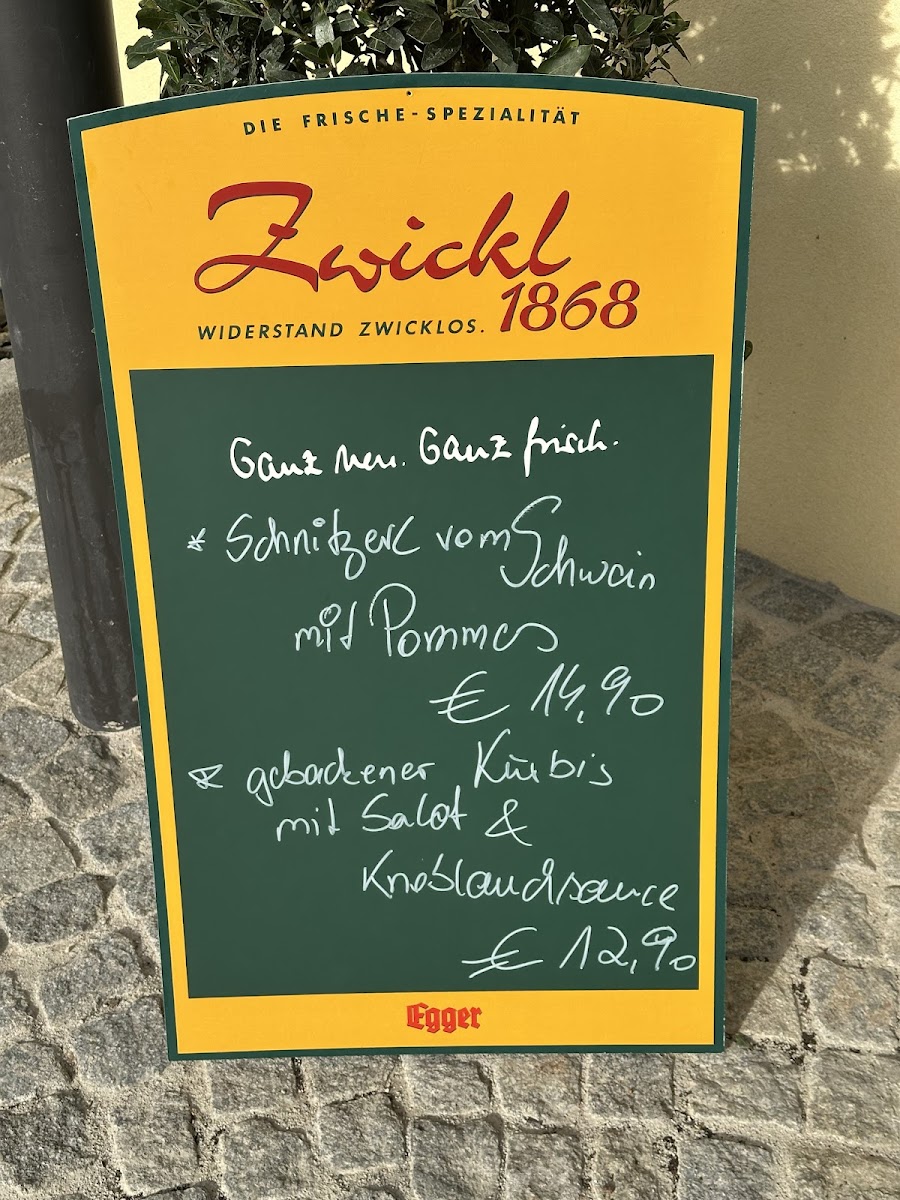 DIE FRISCHE-SPEZIALITÄT
Zwickl
1868
WIDERSTAND ZWICKLOS.
Ganz neu. Ganz frisch.
* Schnitzerl vom Schwein
mit Pommes
€ 14,90
* gebackener Kürbis
mit Salat &
Knoblauchsauce
€ 12,90
Egger